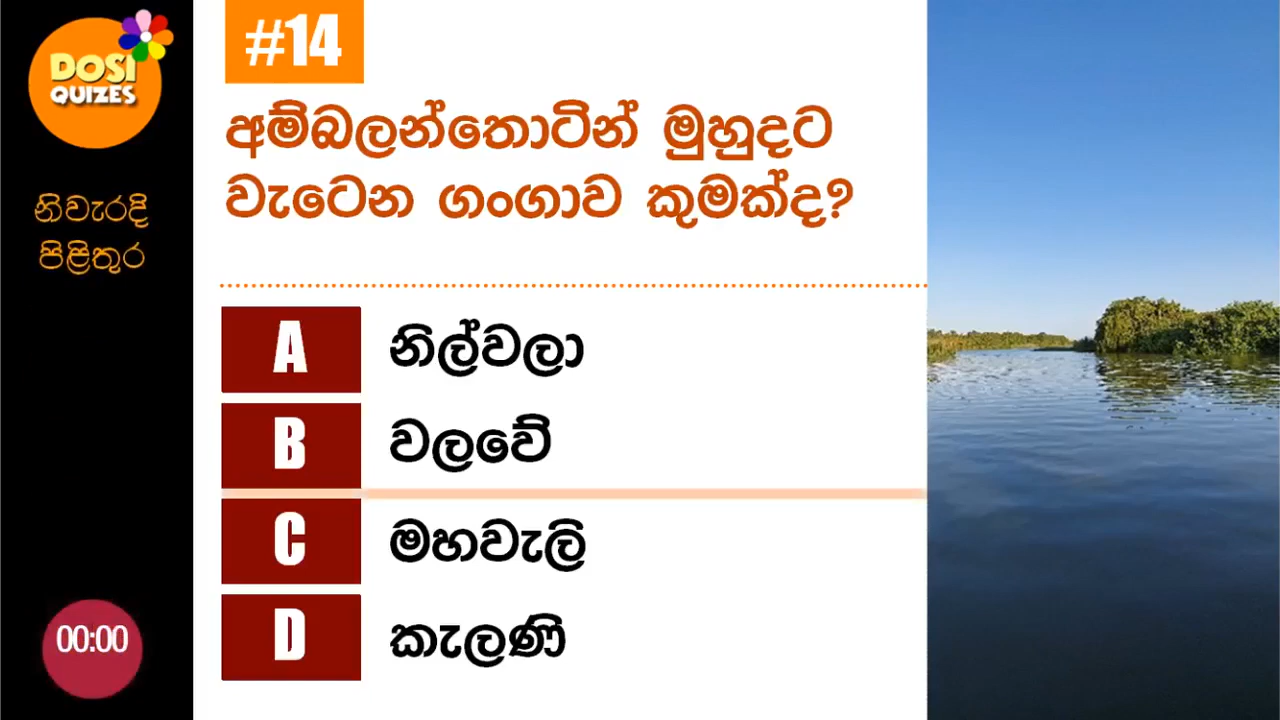 DOSI
QUIZES
නිවැරදි
පිළිතුර
00:00
#14
අම්බලන්තොටින් මුහුදට
වැටෙන ගංගාව කුමක්ද?
A නිල්වලා
B වලවේ
C මහවැලි
D කැලණි